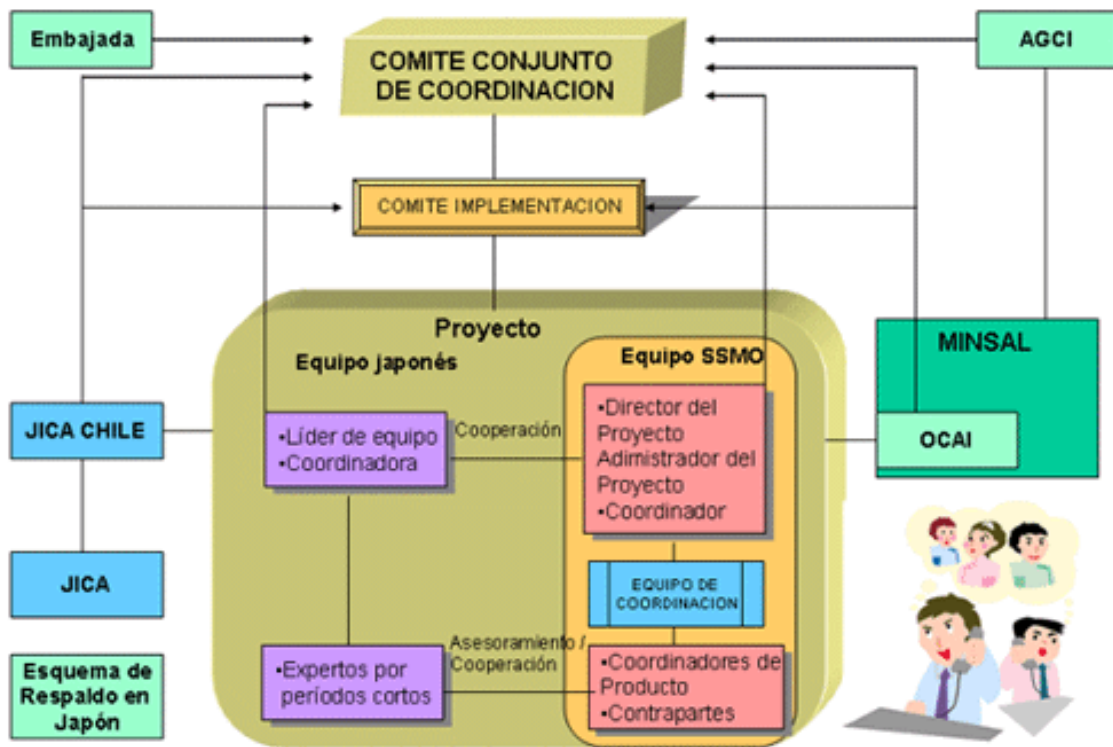 Embajada
COMITE CONJUNTO
DE COORDINACION
AGCI
COMITE IMPLEMENTACION
Proyecto
Equipo japonés
Equipo SSMO
MINSAL
•Líder de equipo
•Coordinadora
Cooperación
•Director del
Proyecto
Adimistrador del
Proyecto
•Coordinador
JICA CHILE
OCAI
JICA
EQUIPO DE
COORDINACION
Esquema de
Respaldo en
Japón
•Expertos por
períodos cortos
Asesoramiento /
Cooperación
•Coordinadores de
Producto
•Contrapartes